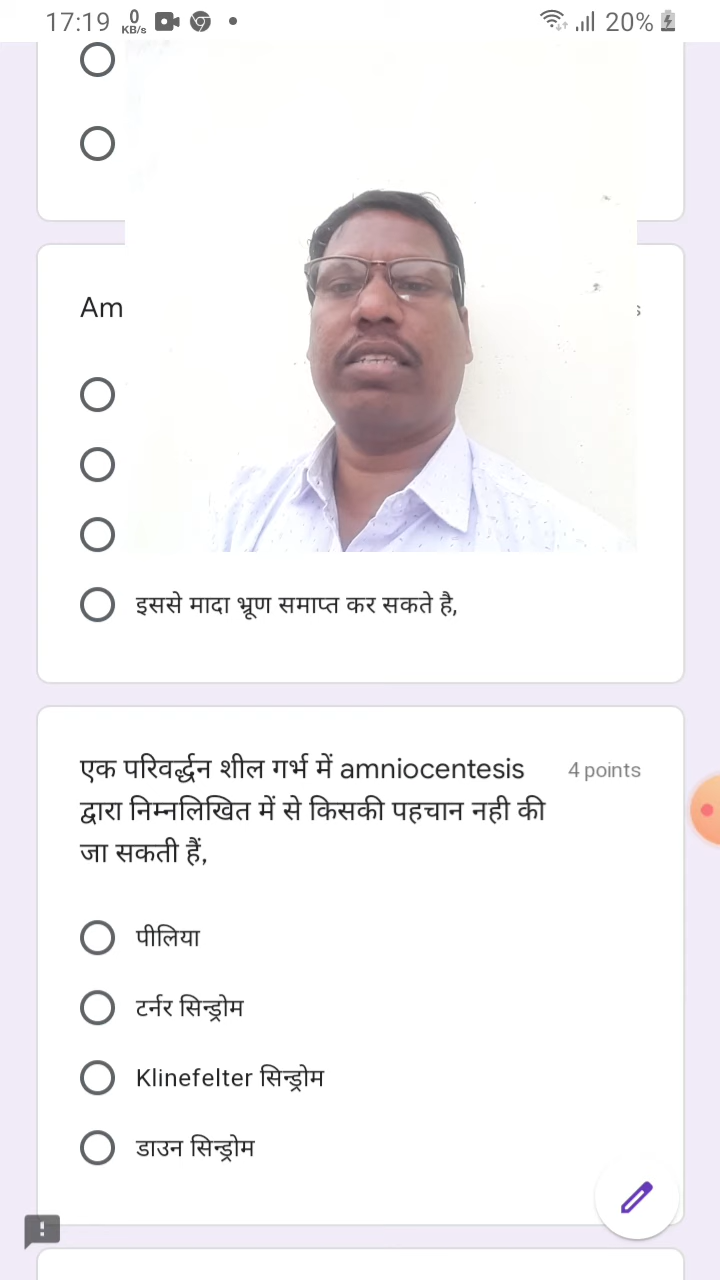 17:19 0 KB/s 20%
Am
इससे मादा भ्रूण समाप्त कर सकते है,
एक परिवर्द्धन शील गर्भ में amniocentesis 4 points
द्वारा निम्नलिखित में से किसकी पहचान नही की
जा सकती हैं,
पीलिया
टर्नर सिन्ड्रोम
Klinefelter सिन्ड्रोम
डाउन सिन्ड्रोम